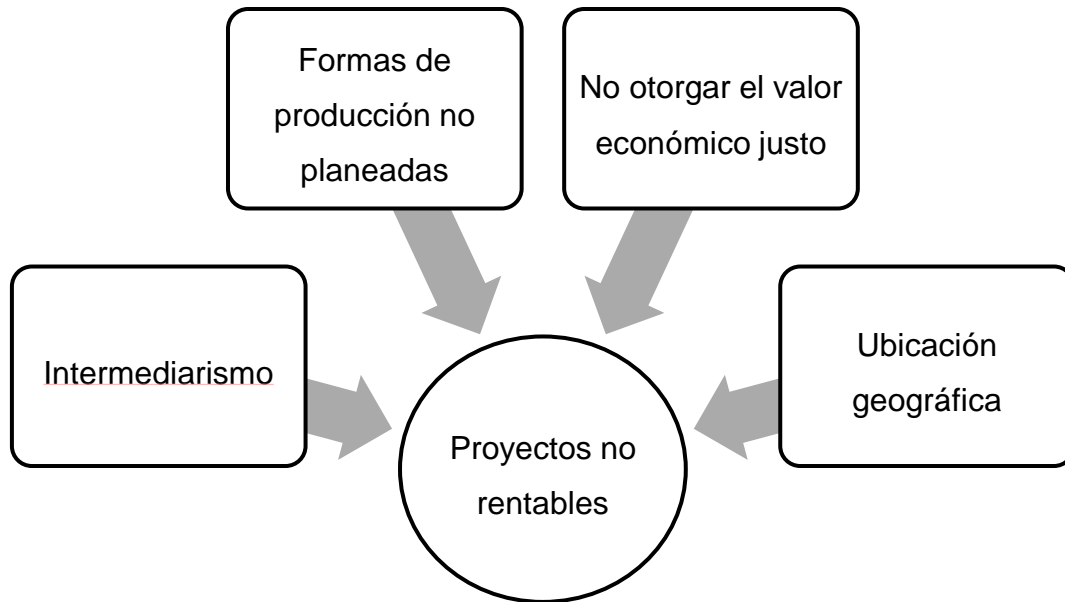 Formas de
producción no
planeadas
No otorgar el valor
económico justo
Intermediarismo
Ubicación
geográfica
Proyectos no
rentables